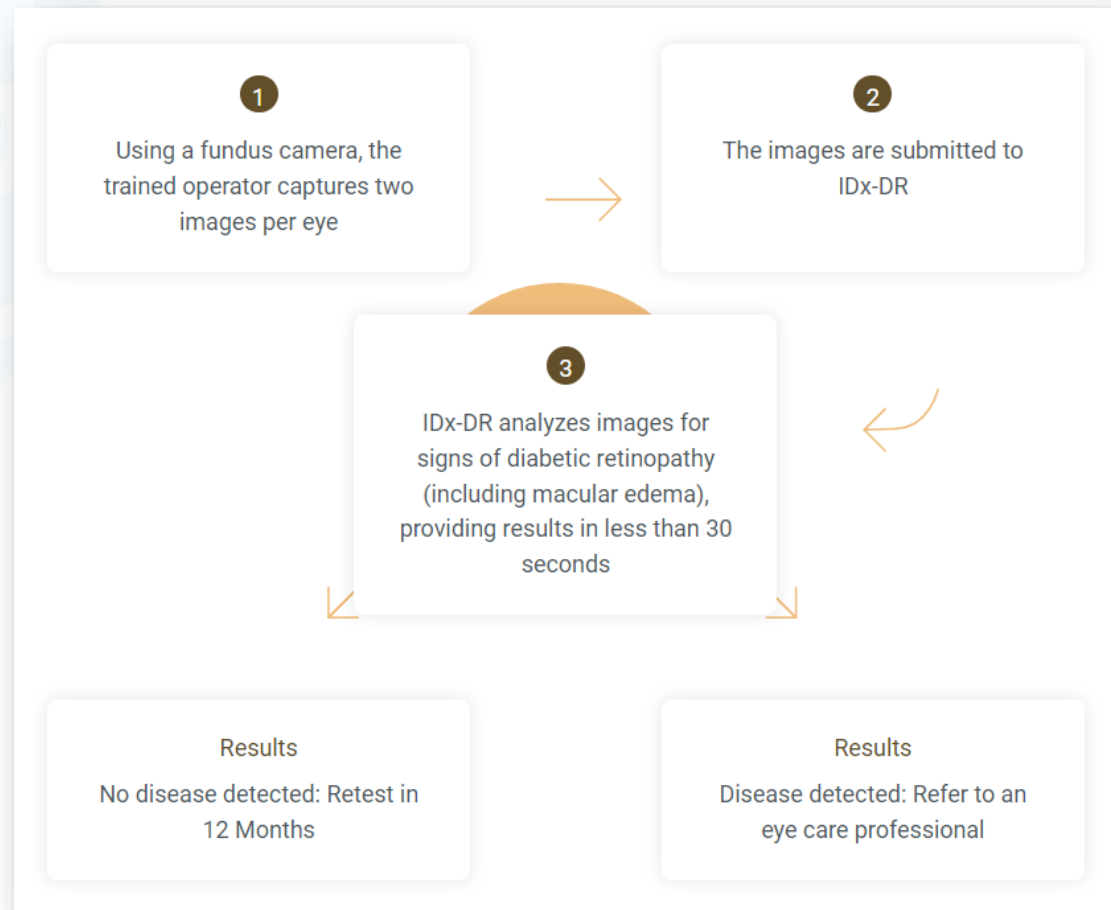 1
Using a fundus camera, the
trained operator captures two
images per eye
2
The images are submitted to
IDx-DR
3
IDx-DR analyzes images for
signs of diabetic retinopathy
(including macular edema),
providing results in less than 30
seconds
Results
No disease detected: Retest in
12 Months
Results
Disease detected: Refer to an
eye care professional